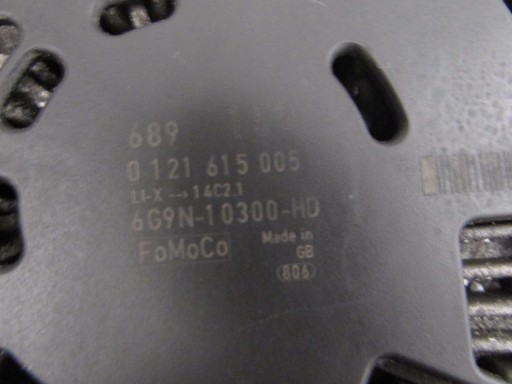 689
0 121 615 005
LI-X --> 14C2.1
6G9N-10300-HD
FoMoCo
Made in
GB
(806)